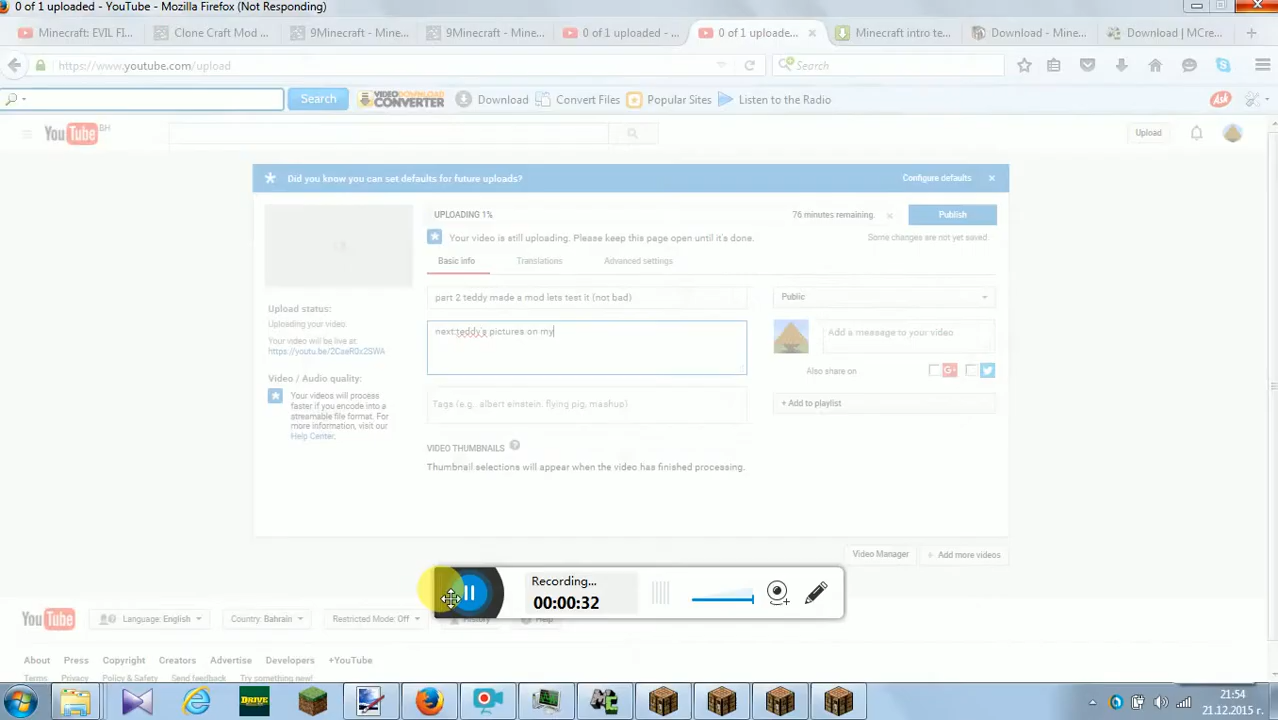 0 of 1 uploaded - YouTube - Mozilla Firefox (Not Responding)
Minecraft: EVIL FI...
Clone Craft Mod ...
9Minecraft - Mine...
9Minecraft - Mine...
0 of 1 uploaded - ...
0 of 1 uploade...
Minecraft intro te...
Download - Mine...
Download | MCre...
https://www.youtube.com/upload
Search
Search
VIDEO DOWNLOAD CONVERTER
Download
Convert Files
Popular Sites
Listen to the Radio
Ask
YouTube BH
Upload
Did you know you can set defaults for future uploads?
Configure defaults
UPLOADING 1%
76 minutes remaining.
Publish
Your video is still uploading. Please keep this page open until it's done.
Some changes are not yet saved.
Basic info
Translations
Advanced settings
part 2 teddy made a mod lets test it (not bad)
Public
Upload status:
Uploading your video.
Your video will be live at:
next:teddy's pictures on my
Add a message to your video
Also share on
Video / Audio quality:
Your videos will process
faster if you encode into a
streamable file format. For
more information, visit our
Help Center.
Tags (e.g. albert einstein, flying pig, mashup)
+ Add to playlist
VIDEO THUMBNAILS
Thumbnail selections will appear when the video has finished processing.
Video Manager
+ Add more videos
Recording...
00:00:32
YouTube
Language: English
Country: Bahrain
Restricted Mode: Off
History
Help
About
Press
Copyright
Creators
Advertise
Developers
+YouTube
Terms
Privacy
Policy & Safety
Send feedback
Try something new!
DRIVE
21:54
21.12.2015 г.